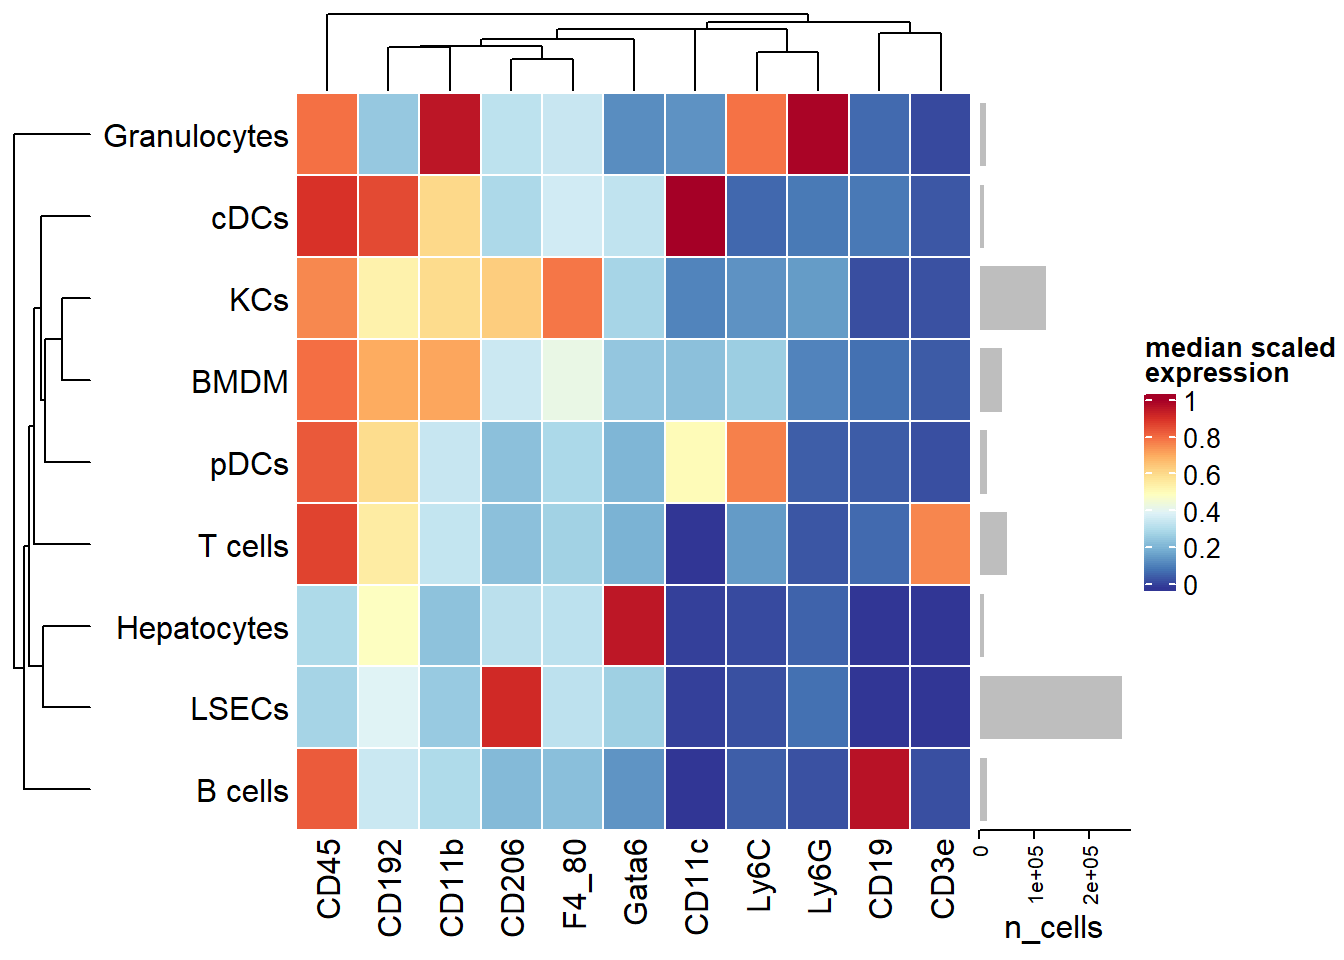 Granulocytes
cDCs
KCs
BMDM
pDCs
T cells
Hepatocytes
LSECs
B cells
CD45
CD192
CD11b
CD206
F4_80
Gata6
CD11c
Ly6C
Ly6G
CD19
CD3e
0
1e+05
2e+05
n_cells
median scaled
expression
1
0.8
0.6
0.4
0.2
0